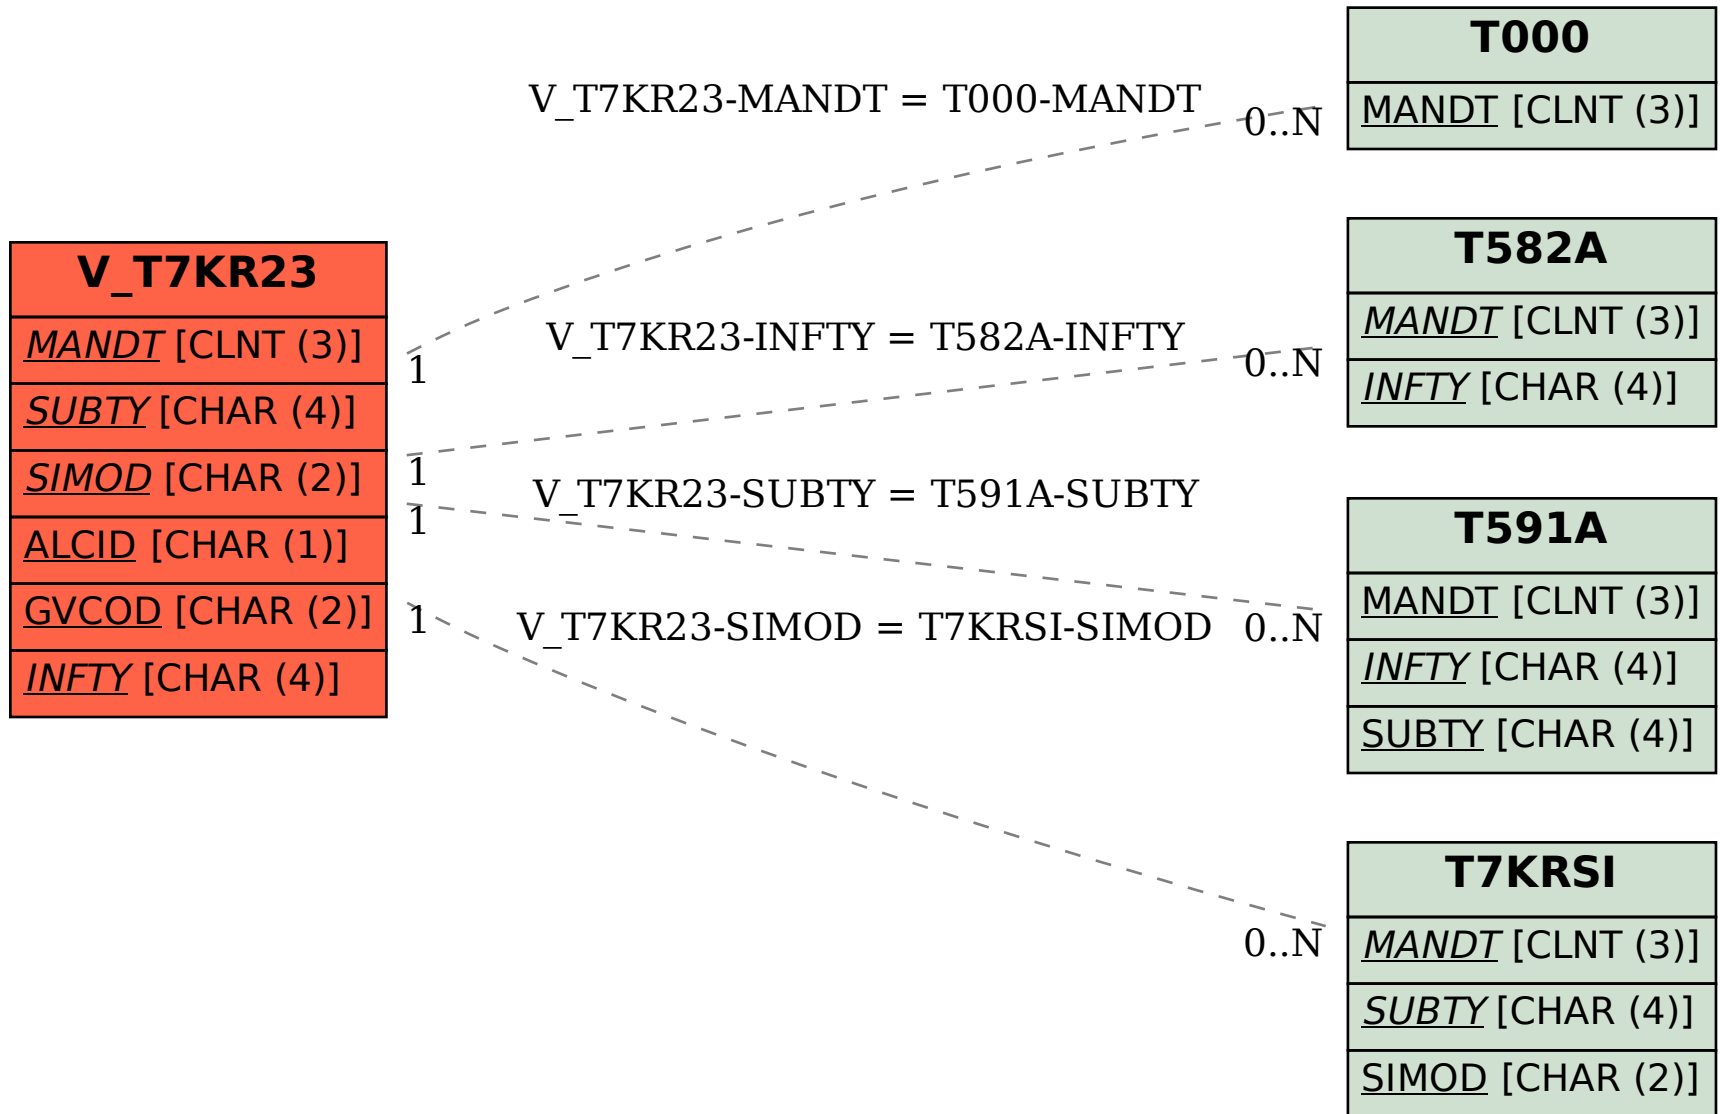 V_T7KR23
MANDT [CLNT (3)]
SUBTY [CHAR (4)]
SIMOD [CHAR (2)]
ALCID [CHAR (1)]
GVCOD [CHAR (2)]
INFTY [CHAR (4)]
V_T7KR23-MANDT = T000-MANDT
0..N
1
V_T7KR23-INFTY = T582A-INFTY
0..N
1
V_T7KR23-SUBTY = T591A-SUBTY
1
0..N
V_T7KR23-SIMOD = T7KRSI-SIMOD
1
0..N
T000
MANDT [CLNT (3)]
T582A
MANDT [CLNT (3)]
INFTY [CHAR (4)]
T591A
MANDT [CLNT (3)]
INFTY [CHAR (4)]
SUBTY [CHAR (4)]
T7KRSI
MANDT [CLNT (3)]
SUBTY [CHAR (4)]
SIMOD [CHAR (2)]